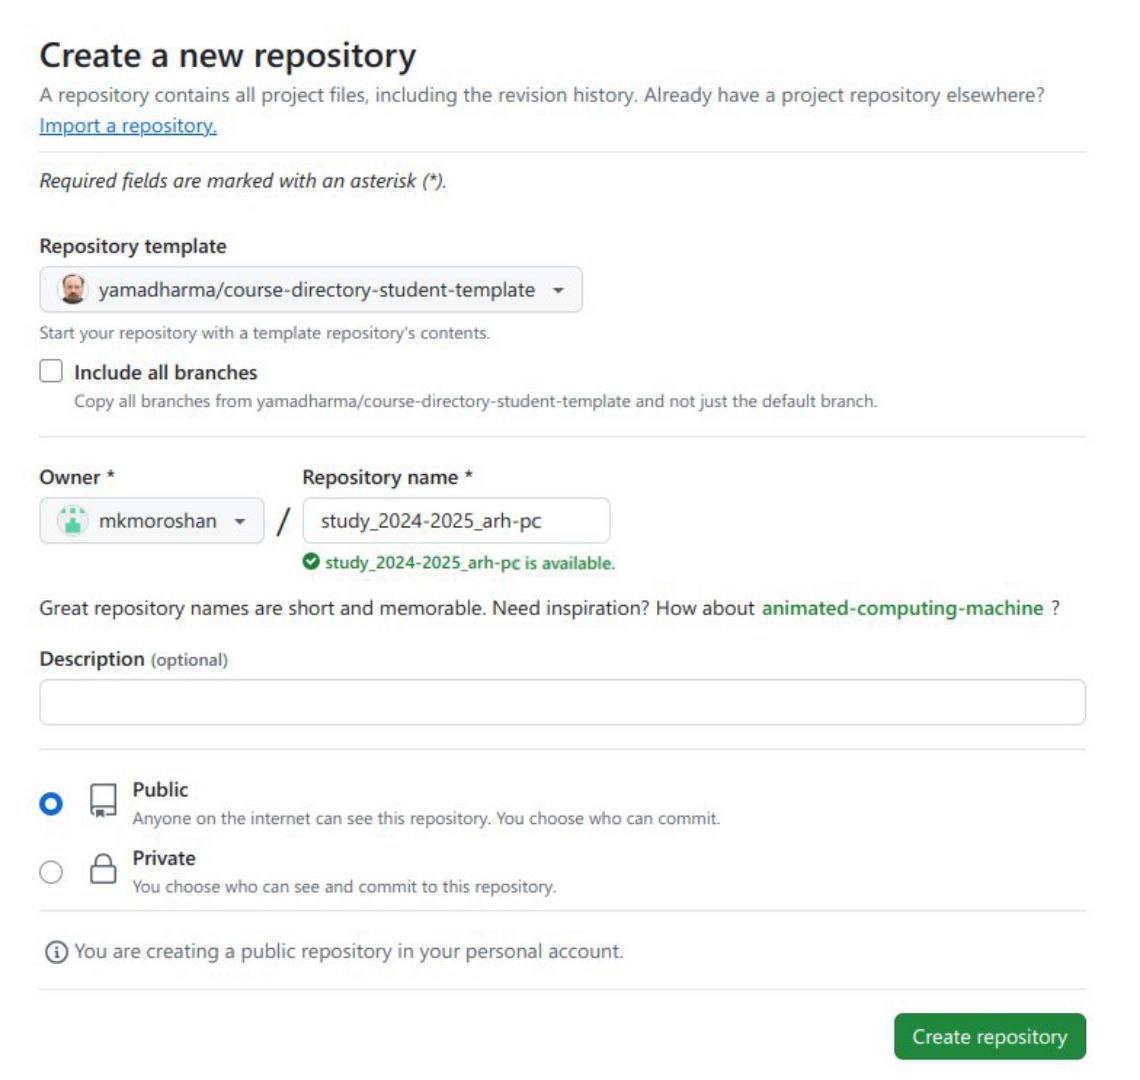 Create a new repository
A repository contains all project files, including the revision history. Already have a project repository elsewhere?
Import a repository.
Required fields are marked with an asterisk (*).
Repository template
yamadharma/course-directory-student-template
Start your repository with a template repository's contents.
Include all branches
Copy all branches from yamadharma/course-directory-student-template and not just the default branch.
Owner * Repository name *
mkmoroshan / study_2024-2025_arh-pc
study_2024-2025_arh-pc is available.
Great repository names are short and memorable. Need inspiration? How about animated-computing-machine ?
Description (optional)
Public
Anyone on the internet can see this repository. You choose who can commit.
Private
You choose who can see and commit to this repository.
You are creating a public repository in your personal account.
Create repository